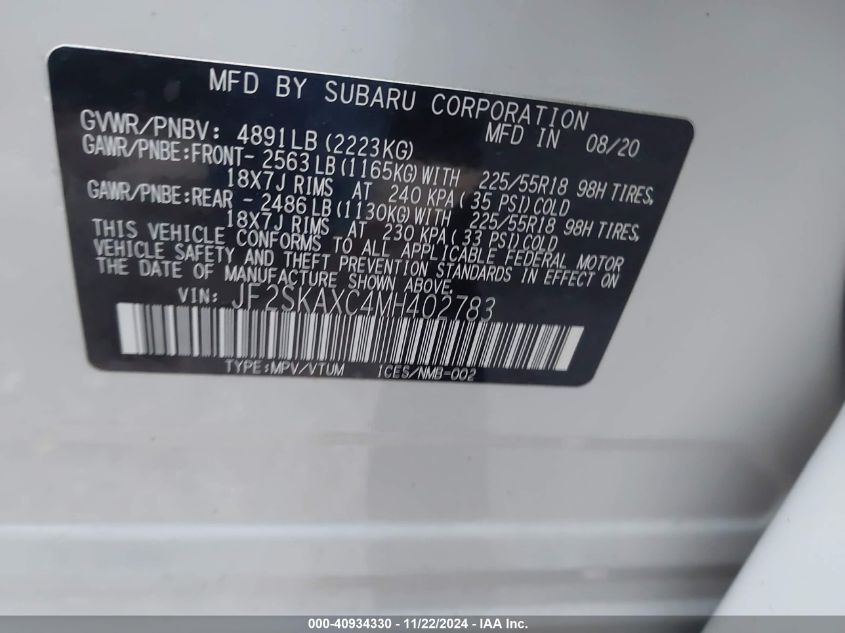 MFD BY SUBARU CORPORATION
MFD IN 08/20
GVWR/PNBV: 4891LB(2223KG)
GAWR/PNBE:FRONT-2563LB(1165KG)WITH 225/55R18 98H TIRES,
18X7J RIMS AT 240 KPA( 35 PSI)COLD
GAWR/PNBE:REAR -2486LB(1130KG)WITH 225/55R18 98H TIRES,
18X7J RIMS AT 230 KPA( 33 PSI)COLD
THIS VEHICLE CONFORMS TO ALL APPLICABLE FEDERAL MOTOR
VEHICLE SAFETY AND THEFT PREVENTION STANDARDS IN EFFECT ON
THE DATE OF MANUFACTURE SHOWN ABOVE.
VIN: JF2SKAXC4MH402783
TYPE:MPV/VTUM ICES/NMB-002
000-40934330 - 11/22/2024 - IAA Inc.